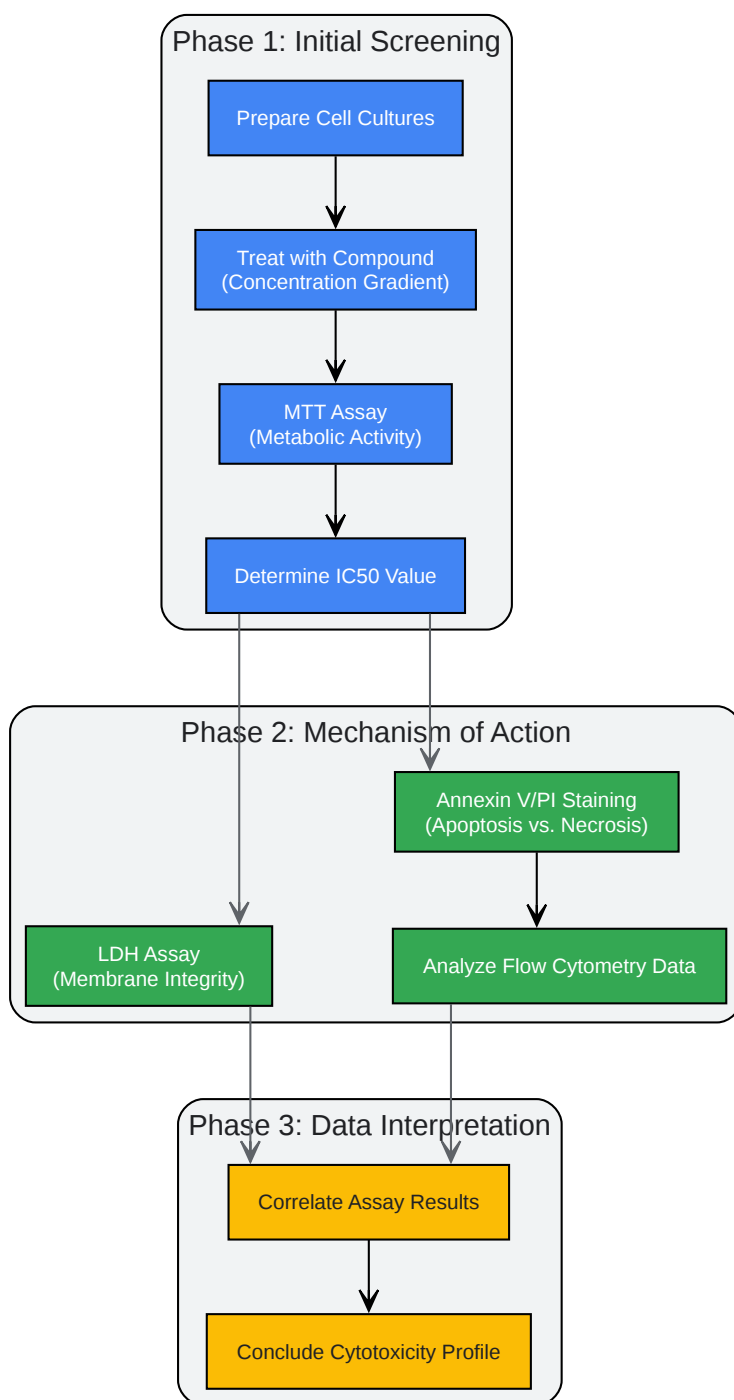 Phase 1: Initial Screening
Prepare Cell Cultures
Treat with Compound
(Concentration Gradient)
MTT Assay
(Metabolic Activity)
Determine IC50 Value
Phase 2: Mechanism of Action
Annexin V/PI Staining
(Apoptosis vs. Necrosis)
LDH Assay
(Membrane Integrity)
Analyze Flow Cytometry Data
Phase 3: Data Interpretation
Correlate Assay Results
Conclude Cytotoxicity Profile